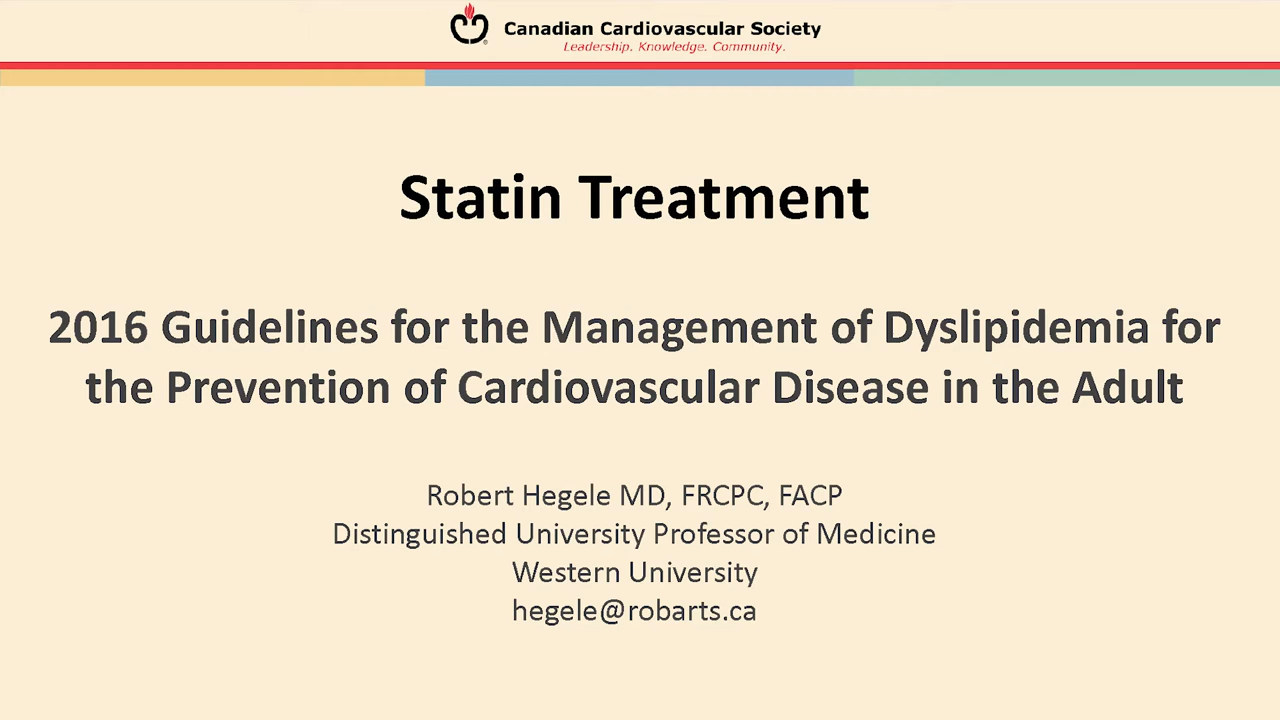 Canadian Cardiovascular Society
Leadership. Knowledge. Community.
Statin Treatment
2016 Guidelines for the Management of Dyslipidemia for
the Prevention of Cardiovascular Disease in the Adult
Robert Hegele MD, FRCPC, FACP
Distinguished University Professor of Medicine
Western University
hegele@robarts.ca